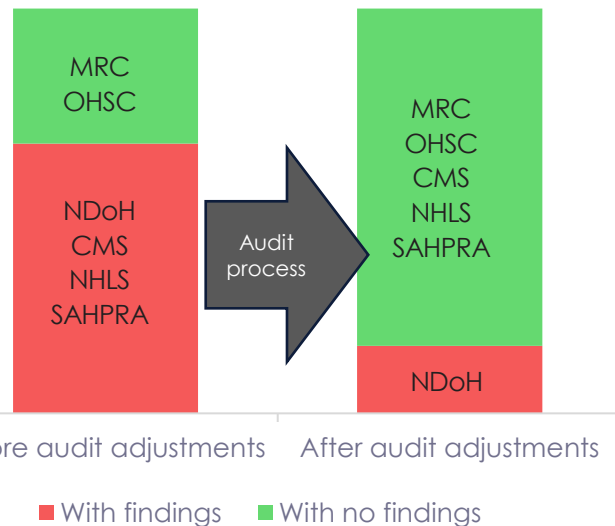 MRC
OHSC
NDoH
CMS
NHLS
SAHPRA
Audit
process
MRC
OHSC
CMS
NHLS
SAHPRA
NDoH
ore audit adjustments
After audit adjustments
With findings
With no findings